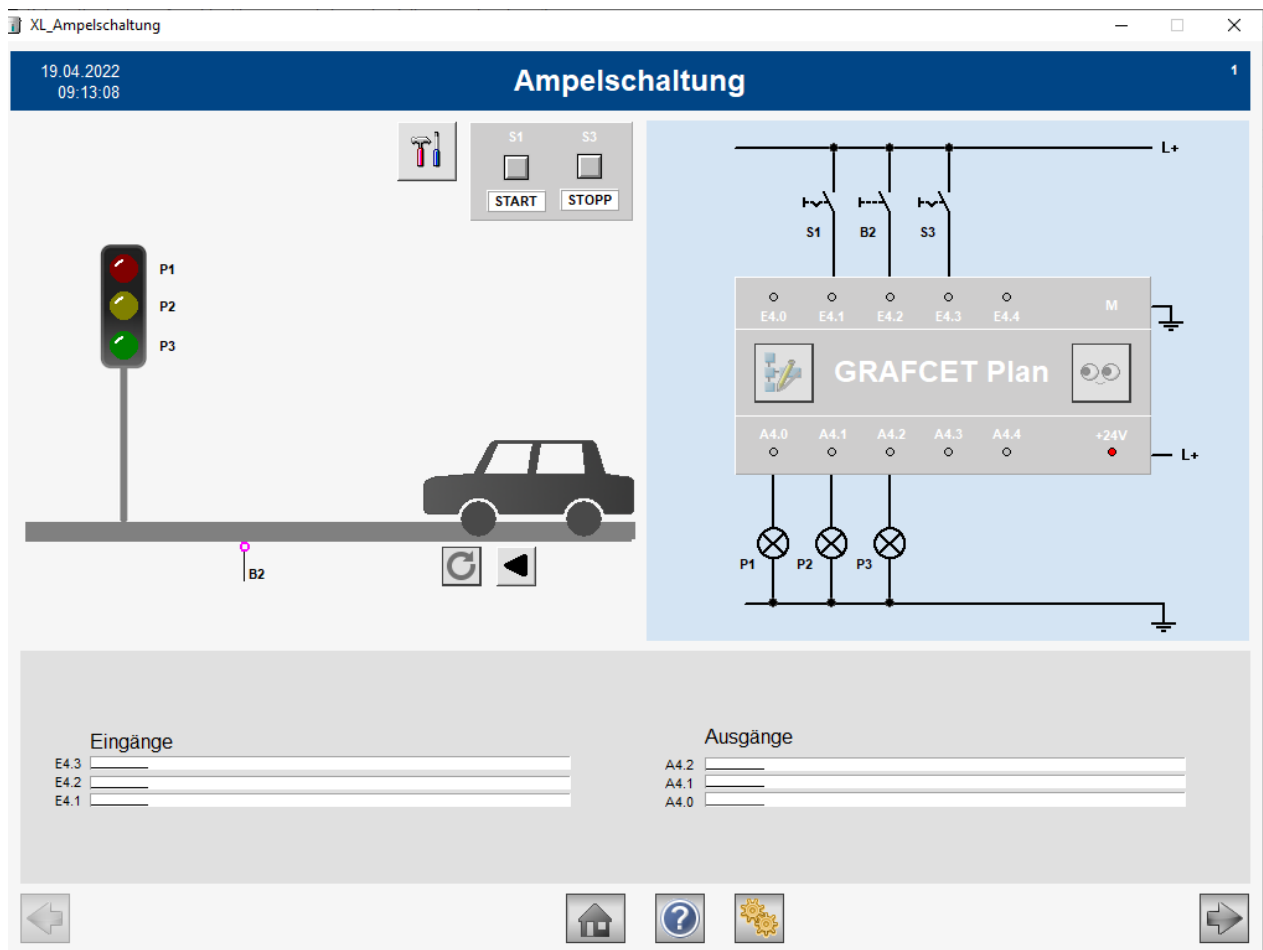 XL_Ampelschaltung
19.04.2022
09:13:08
Ampelschaltung
1
S1 S3
START STOPP
P1
P2
P3
B2
L+
S1 B2 S3
E4.0 E4.1 E4.2 E4.3 E4.4 M
GRAFCET Plan
A4.0 A4.1 A4.2 A4.3 A4.4 +24V
L+
P1 P2 P3
Eingänge
E4.3
E4.2
E4.1
Ausgänge
A4.2
A4.1
A4.0
?